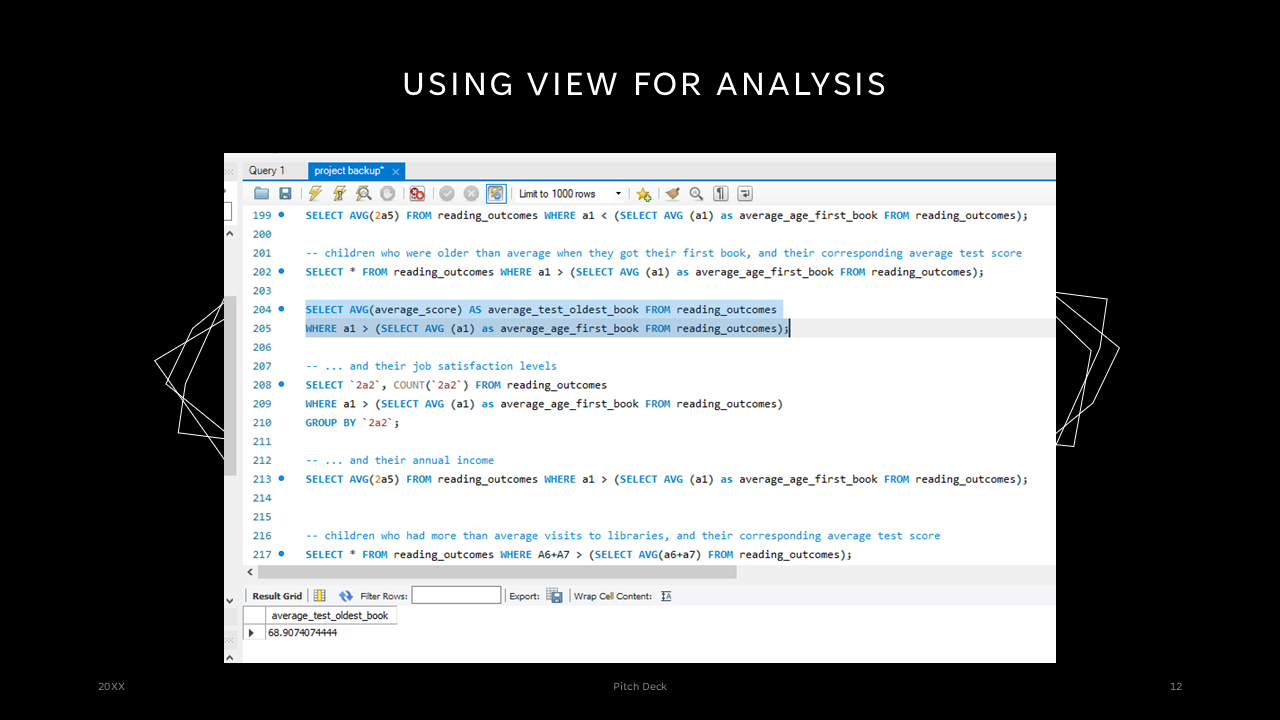 USING VIEW FOR ANALYSIS
Query 1
project backup*
Limit to 1000 rows
199 SELECT AVG(2a5) FROM reading_outcomes WHERE a1 < (SELECT AVG (a1) as average_age_first_book FROM reading_outcomes);
200
201 -- children who were older than average when they got their first book, and their corresponding average test score
202 SELECT * FROM reading_outcomes WHERE a1 > (SELECT AVG (a1) as average_age_first_book FROM reading_outcomes);
203
204 SELECT AVG(average_score) AS average_test_oldest_book FROM reading_outcomes
205 WHERE a1 > (SELECT AVG (a1) as average_age_first_book FROM reading_outcomes);
206
207 -- ... and their job satisfaction levels
208 SELECT `2a2`, COUNT(`2a2`) FROM reading_outcomes
209 WHERE a1 > (SELECT AVG (a1) as average_age_first_book FROM reading_outcomes)
210 GROUP BY `2a2`;
211
212 -- ... and their annual income
213 SELECT AVG(2a5) FROM reading_outcomes WHERE a1 > (SELECT AVG (a1) as average_age_first_book FROM reading_outcomes);
214
215
216 -- children who had more than average visits to libraries, and their corresponding average test score
217 SELECT * FROM reading_outcomes WHERE A6+A7 > (SELECT AVG(a6+a7) FROM reading_outcomes);
Result Grid Filter Rows: Export: Wrap Cell Content:
average_test_oldest_book
68.9074074444
20XX
Pitch Deck
12